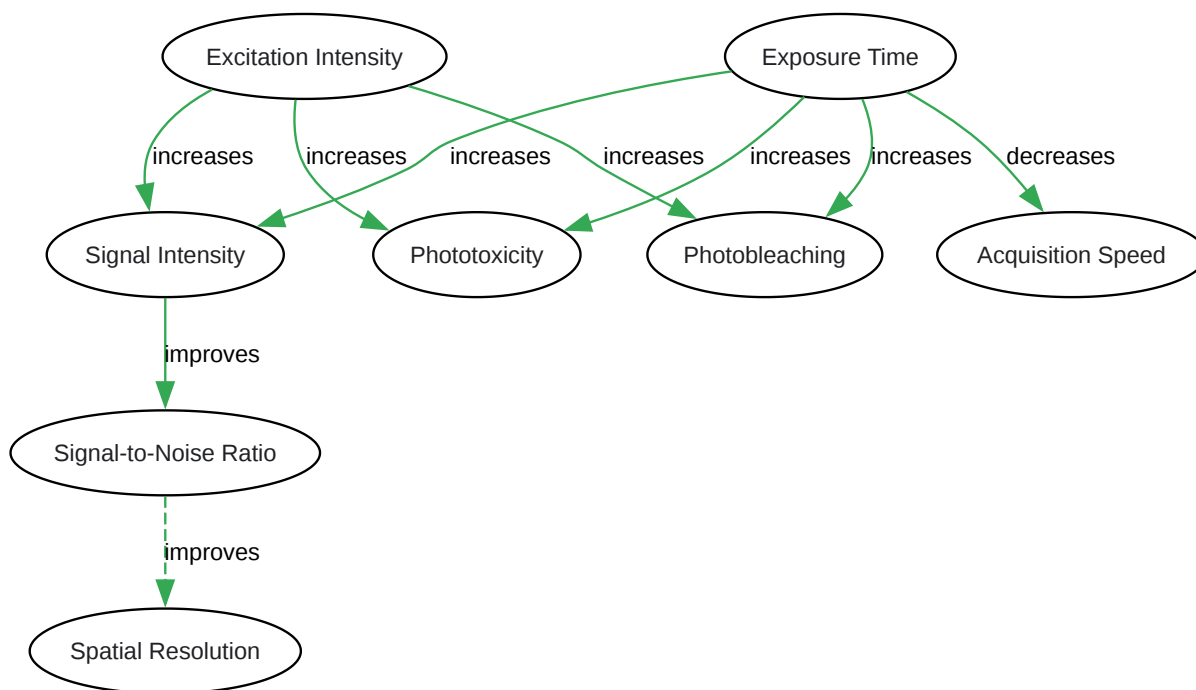 Excitation Intensity
Exposure Time
increases
increases
increases
increases
increases
increases
decreases
Signal Intensity
Phototoxicity
Photobleaching
Acquisition Speed
improves
Signal-to-Noise Ratio
improves
Spatial Resolution